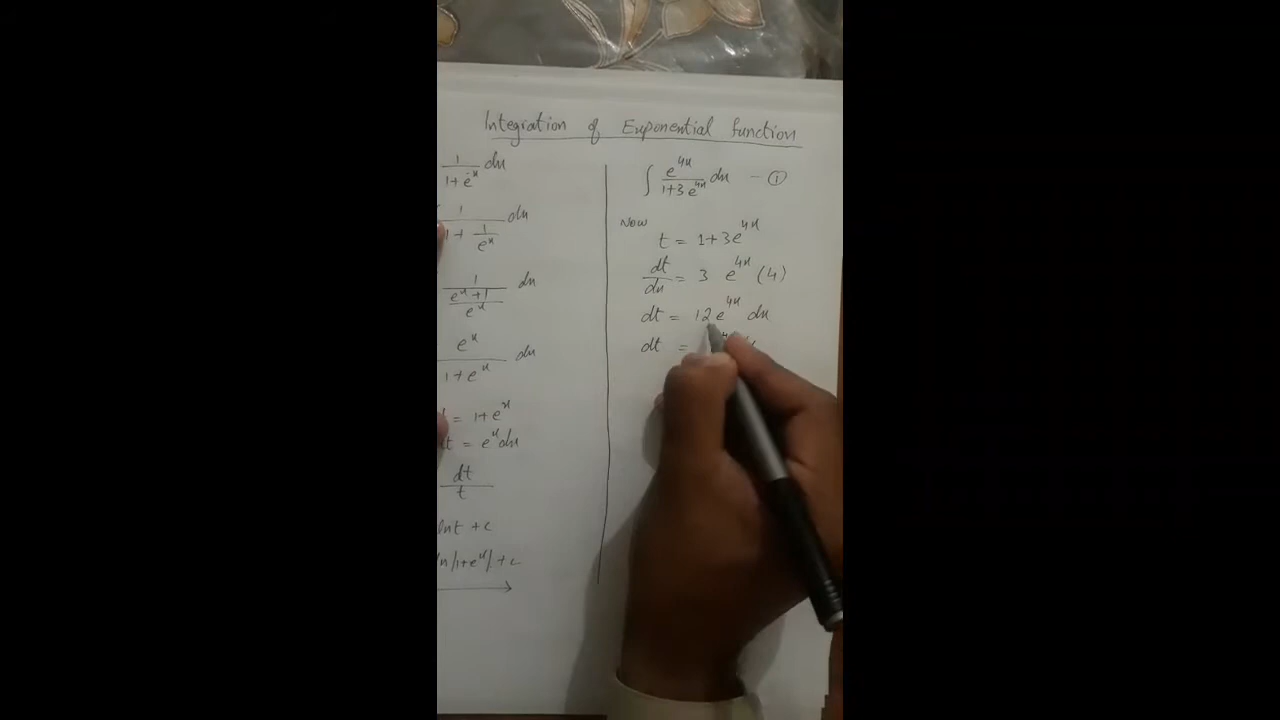 Integration of Exponential function
1/(1+e^-x) dx
1/(1+1/e^x) dx
1/((e^x+1)/e^x) dx
e^x/(1+e^x) dx
= 1+e^x
dt = e^x dx
dt/t
ln t + c
ln|1+e^x| + c
∫ e^4x/(1+3e^4x) dx — ①
Now
t = 1+3e^4x
dt/dx = 3 e^4x (4)
dt = 12e^4x dx
dt =